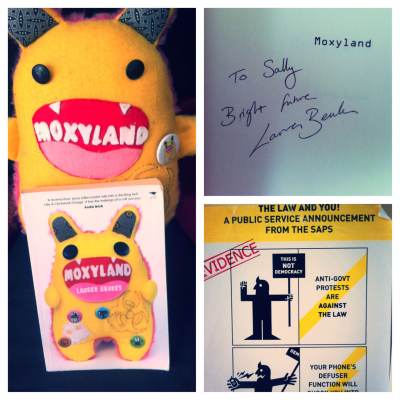 MOXYLAND
MOXYLAND
LAUREN BEUKES
Moxyland
To Sally
Bright future
Lauren Beukes
THE LAW AND YOU!
A PUBLIC SERVICE ANNOUNCEMENT
FROM THE SAPS
EVIDENCE
THIS IS
NOT
DEMOCRACY
ANTI-GOVT
PROTESTS
ARE
AGAINST
THE LAW
YOUR PHONE'S
DEFUSER
FUNCTION WILL